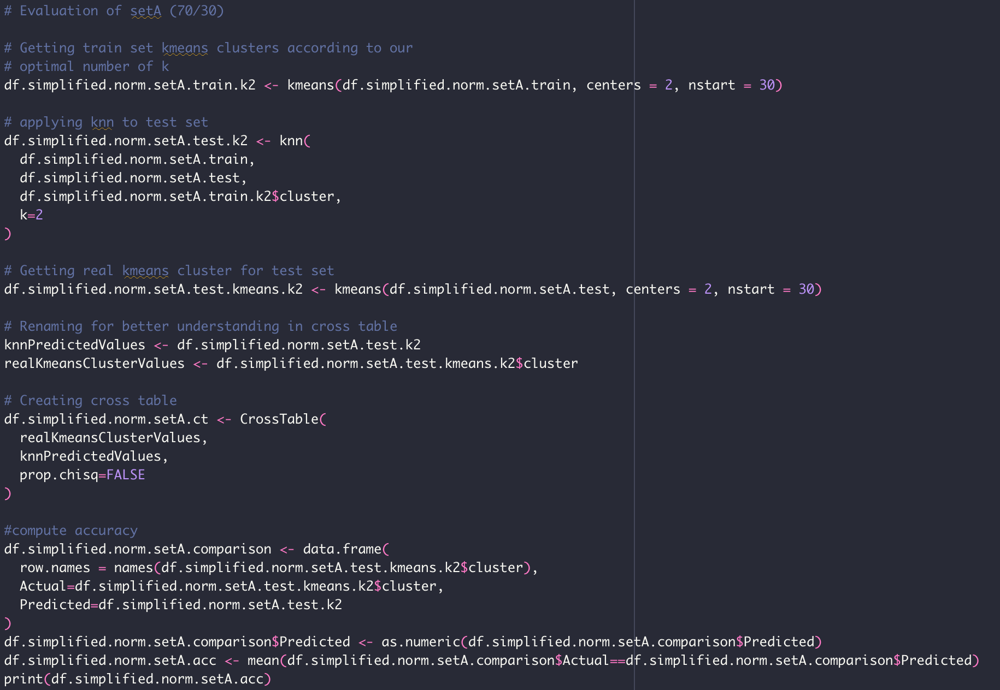 # Evaluation of setA (70/30)
# Getting train set kmeans clusters according to our
# optimal number of k
df.simplified.norm.setA.train.k2 <- kmeans(df.simplified.norm.setA.train, centers = 2, nstart = 30)
# applying knn to test set
df.simplified.norm.setA.test.k2 <- knn(
  df.simplified.norm.setA.train,
  df.simplified.norm.setA.test,
  df.simplified.norm.setA.train.k2$cluster,
  k=2
)
# Getting real kmeans cluster for test set
df.simplified.norm.setA.test.kmeans.k2 <- kmeans(df.simplified.norm.setA.test, centers = 2, nstart = 30)
# Renaming for better understanding in cross table
knnPredictedValues <- df.simplified.norm.setA.test.k2
realKmeansClusterValues <- df.simplified.norm.setA.test.kmeans.k2$cluster
# Creating cross table
df.simplified.norm.setA.ct <- CrossTable(
  realKmeansClusterValues,
  knnPredictedValues,
  prop.chisq=FALSE
)
#compute accuracy
df.simplified.norm.setA.comparison <- data.frame(
  row.names = names(df.simplified.norm.setA.test.kmeans.k2$cluster),
  Actual=df.simplified.norm.setA.test.kmeans.k2$cluster,
  Predicted=df.simplified.norm.setA.test.k2
)
df.simplified.norm.setA.comparison$Predicted <- as.numeric(df.simplified.norm.setA.comparison$Predicted)
df.simplified.norm.setA.acc <- mean(df.simplified.norm.setA.comparison$Actual==df.simplified.norm.setA.comparison$Predicted)
print(df.simplified.norm.setA.acc)